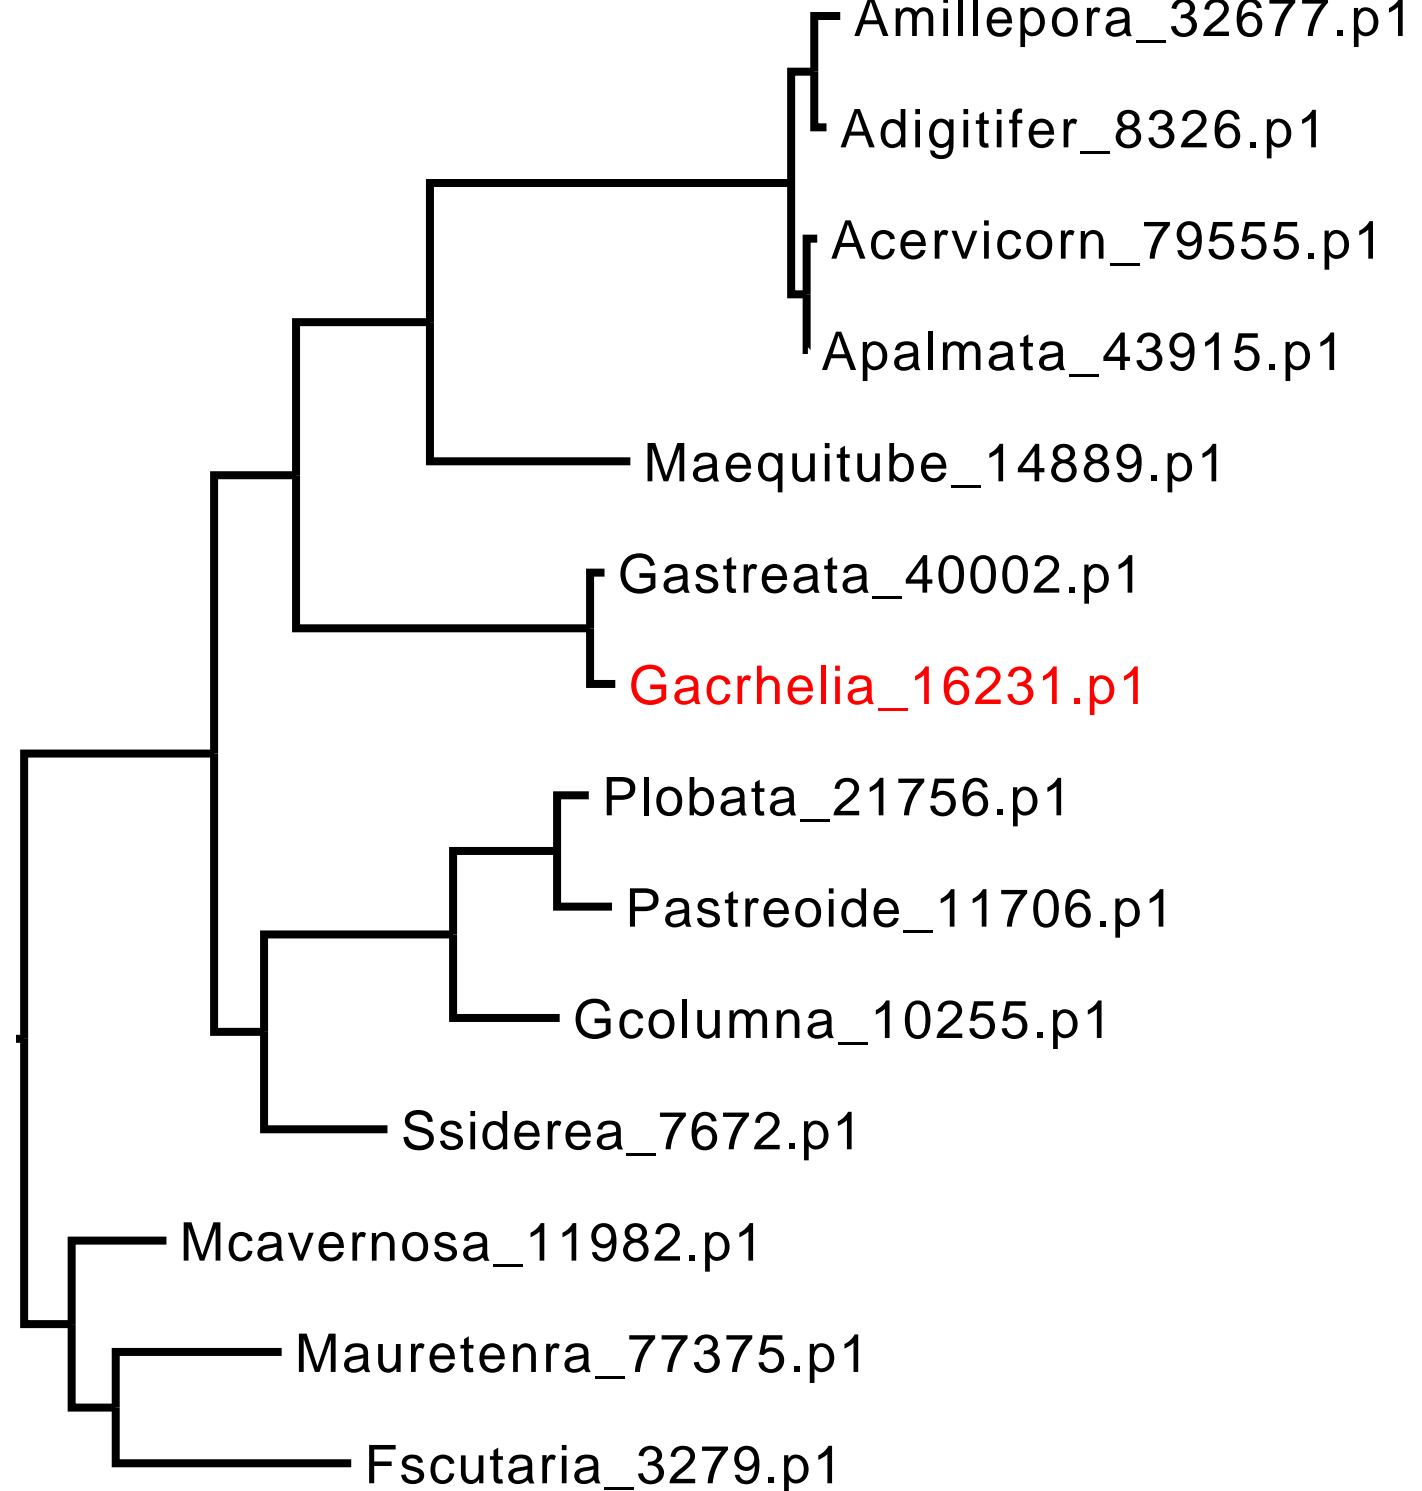 Amillepora_32677.p1
Adigitifer_8326.p1
Acervicorn_79555.p1
Apalmata_43915.p1
Maequitube_14889.p1
Gastreata_40002.p1
Gacrhelia_16231.p1
Plobata_21756.p1
Pastreoide_11706.p1
Gcolumna_10255.p1
Ssiderea_7672.p1
Mcavernosa_11982.p1
Mauretenra_77375.p1
Fscutaria_3279.p1